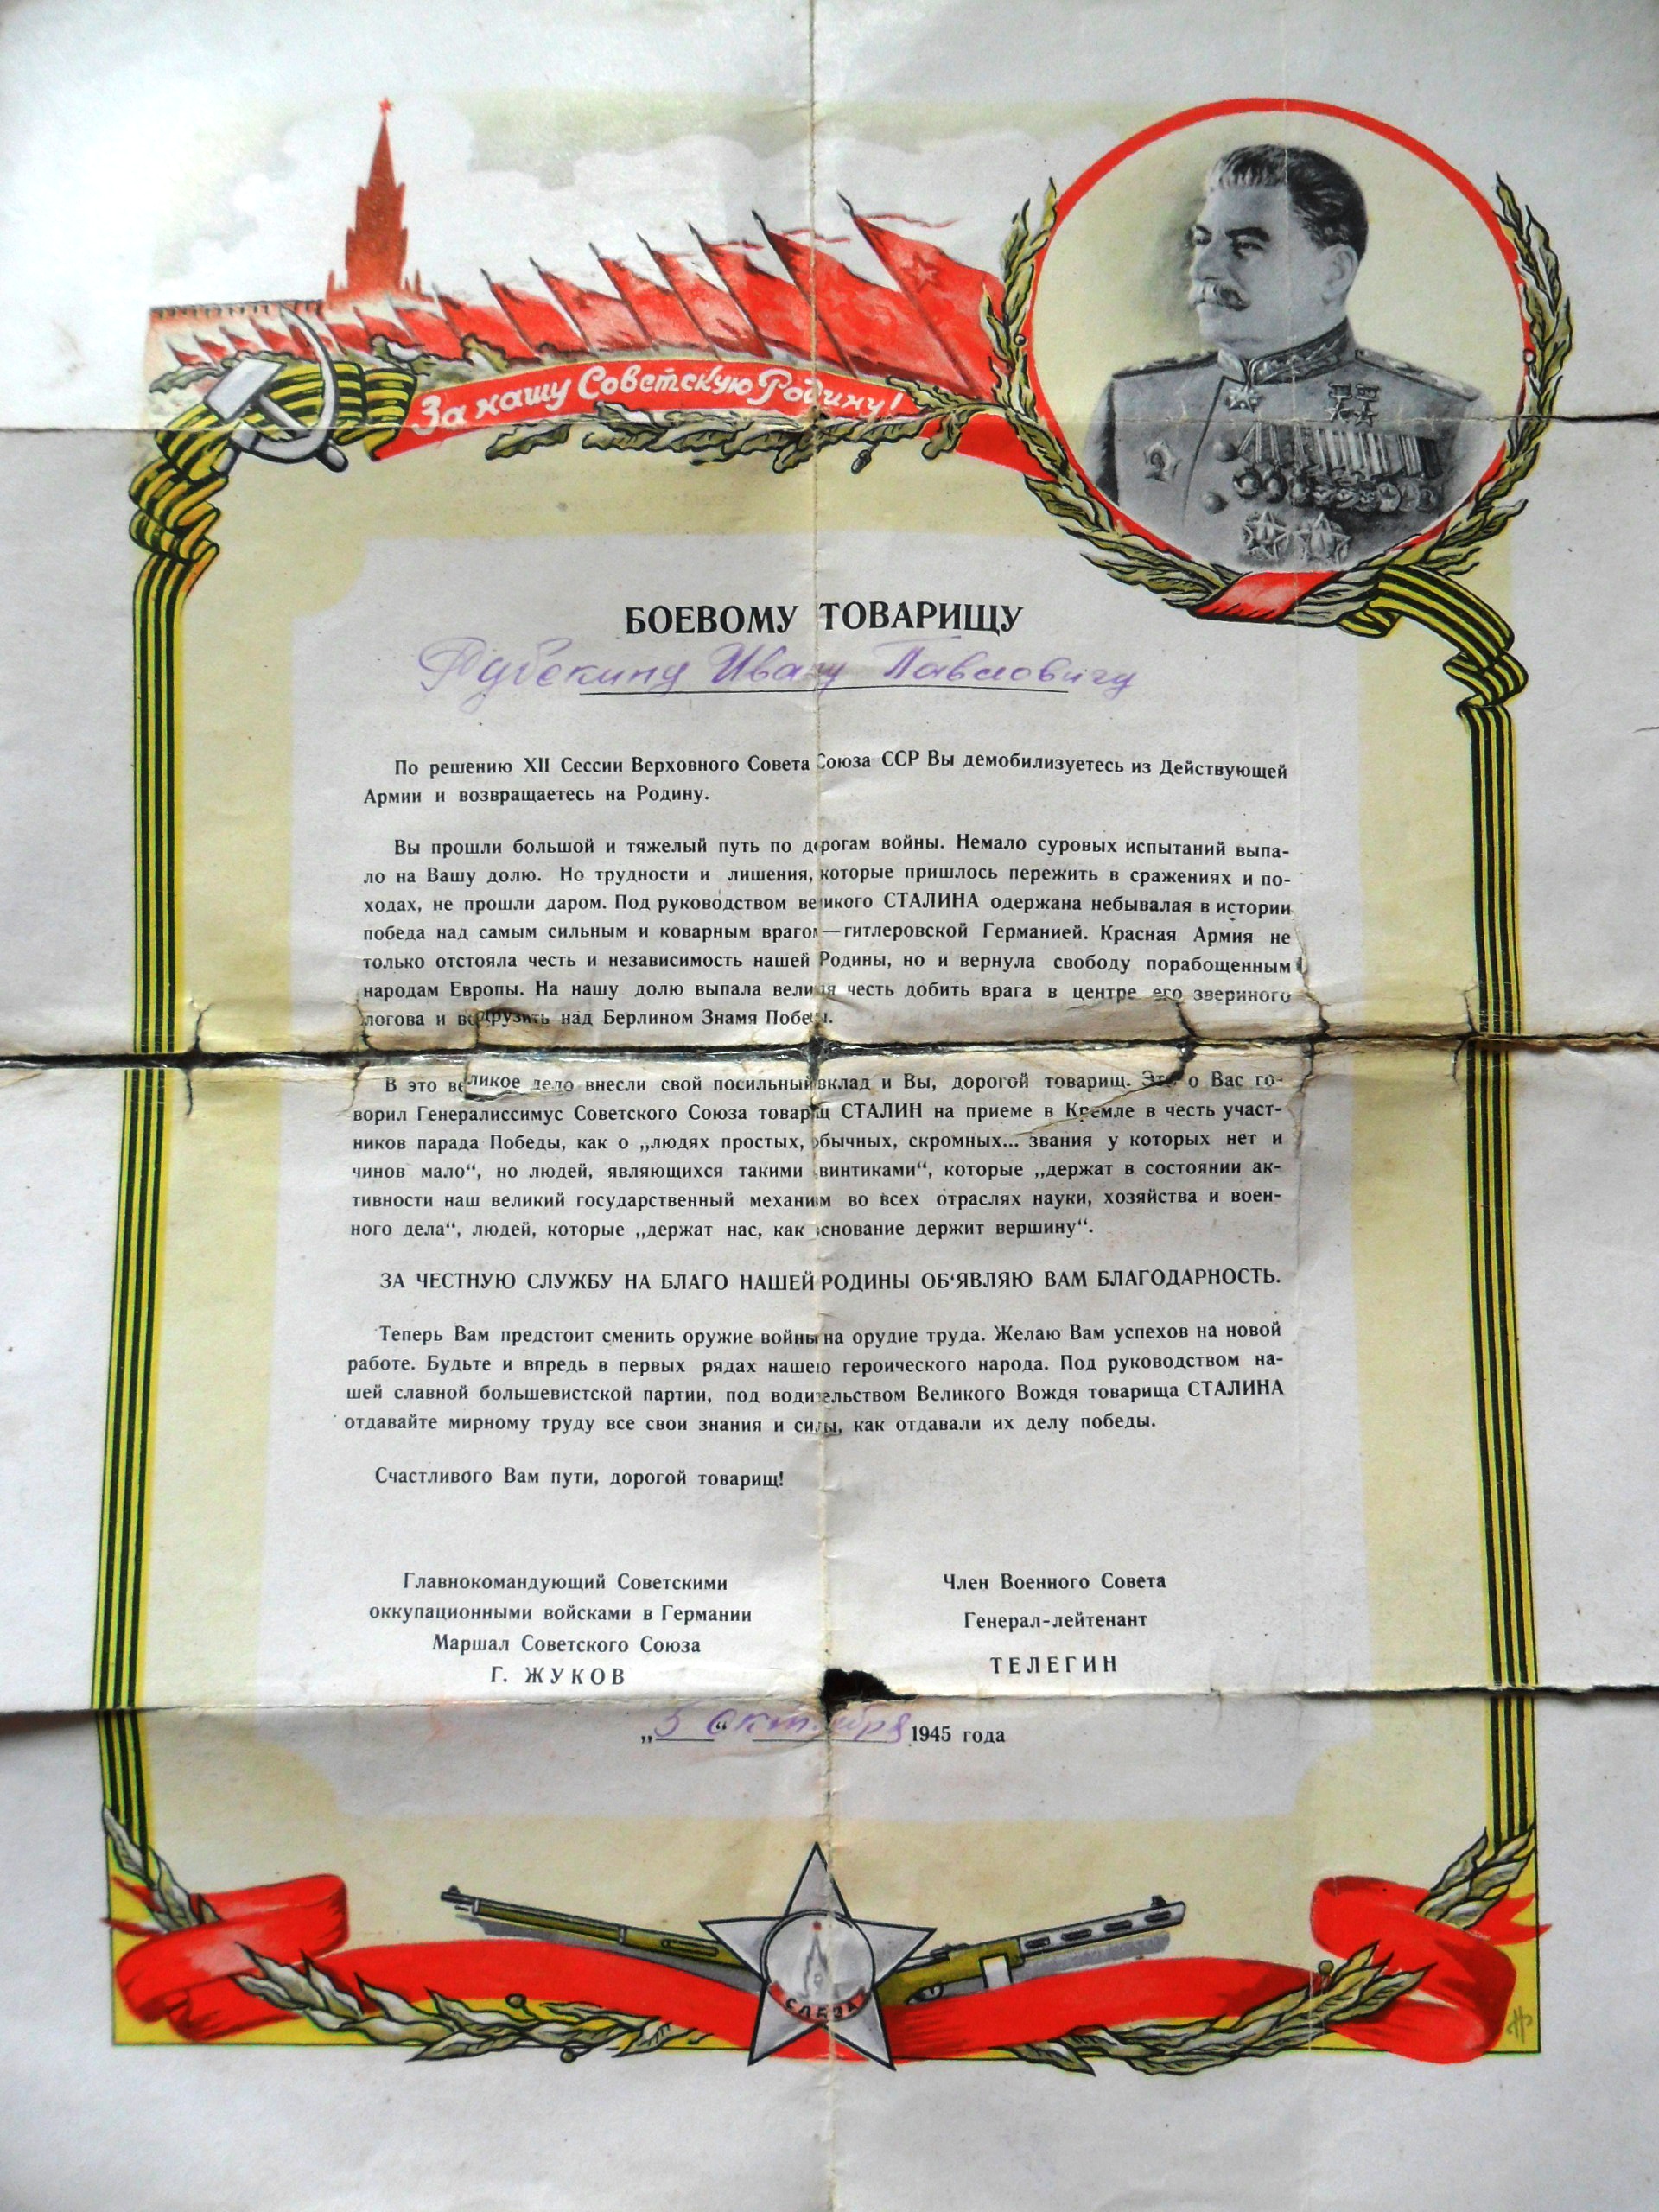 За нашу Советскую Родину!
БОЕВОМУ ТОВАРИЩУ
Ивану Павловичу
По решению XII Сессии Верховного Совета Союза ССР Вы демобилизуетесь из Действующей
Армии и возвращаетесь на Родину.
Вы прошли большой и тяжелый путь по дорогам войны. Немало суровых испытаний выпа-
ло на Вашу долю. Но трудности и лишения, которые пришлось пережить в сражениях и по-
ходах, не прошли даром. Под руководством великого СТАЛИНА одержана небывалая в истории
победа над самым сильным и коварным врагом—гитлеровской Германией. Красная Армия не
только отстояла честь и независимость нашей Родины, но и вернула свободу порабощенным
народам Европы. На нашу долю выпала великая честь добить врага в центре его звериного
логова и водрузить над Берлином Знамя Победы.
В это великое дело внесли свой посильный вклад и Вы, дорогой товарищ. Это о Вас го-
ворил Генералиссимус Советского Союза товарищ СТАЛИН на приеме в Кремле в честь участ-
ников парада Победы, как о „людях простых, обычных, скромных... звания у которых нет и
чинов мало“, но людей, являющихся такими „винтиками“, которые „держат в состоянии ак-
тивности наш великий государственный механизм во всех отраслях науки, хозяйства и воен-
ного дела“, людей, которые „держат нас, как основание держит вершину“.
ЗА ЧЕСТНУЮ СЛУЖБУ НА БЛАГО НАШЕЙ РОДИНЫ ОБ‘ЯВЛЯЮ ВАМ БЛАГОДАРНОСТЬ.
Теперь Вам предстоит сменить оружие войны на орудие труда. Желаю Вам успехов на новой
работе. Будьте и впредь в первых рядах нашего героического народа. Под руководством на-
шей славной большевистской партии, под водительством Великого Вождя товарища СТАЛИНА
отдавайте мирному труду все свои знания и силы, как отдавали их делу победы.
Счастливого Вам пути, дорогой товарищ!
Главнокомандующий Советскими
оккупационными войсками в Германии
Маршал Советского Союза
Г. ЖУКОВ
Член Военного Совета
Генерал-лейтенант
ТЕЛЕГИН
„5“ Октября 1945 года
СЛАВА